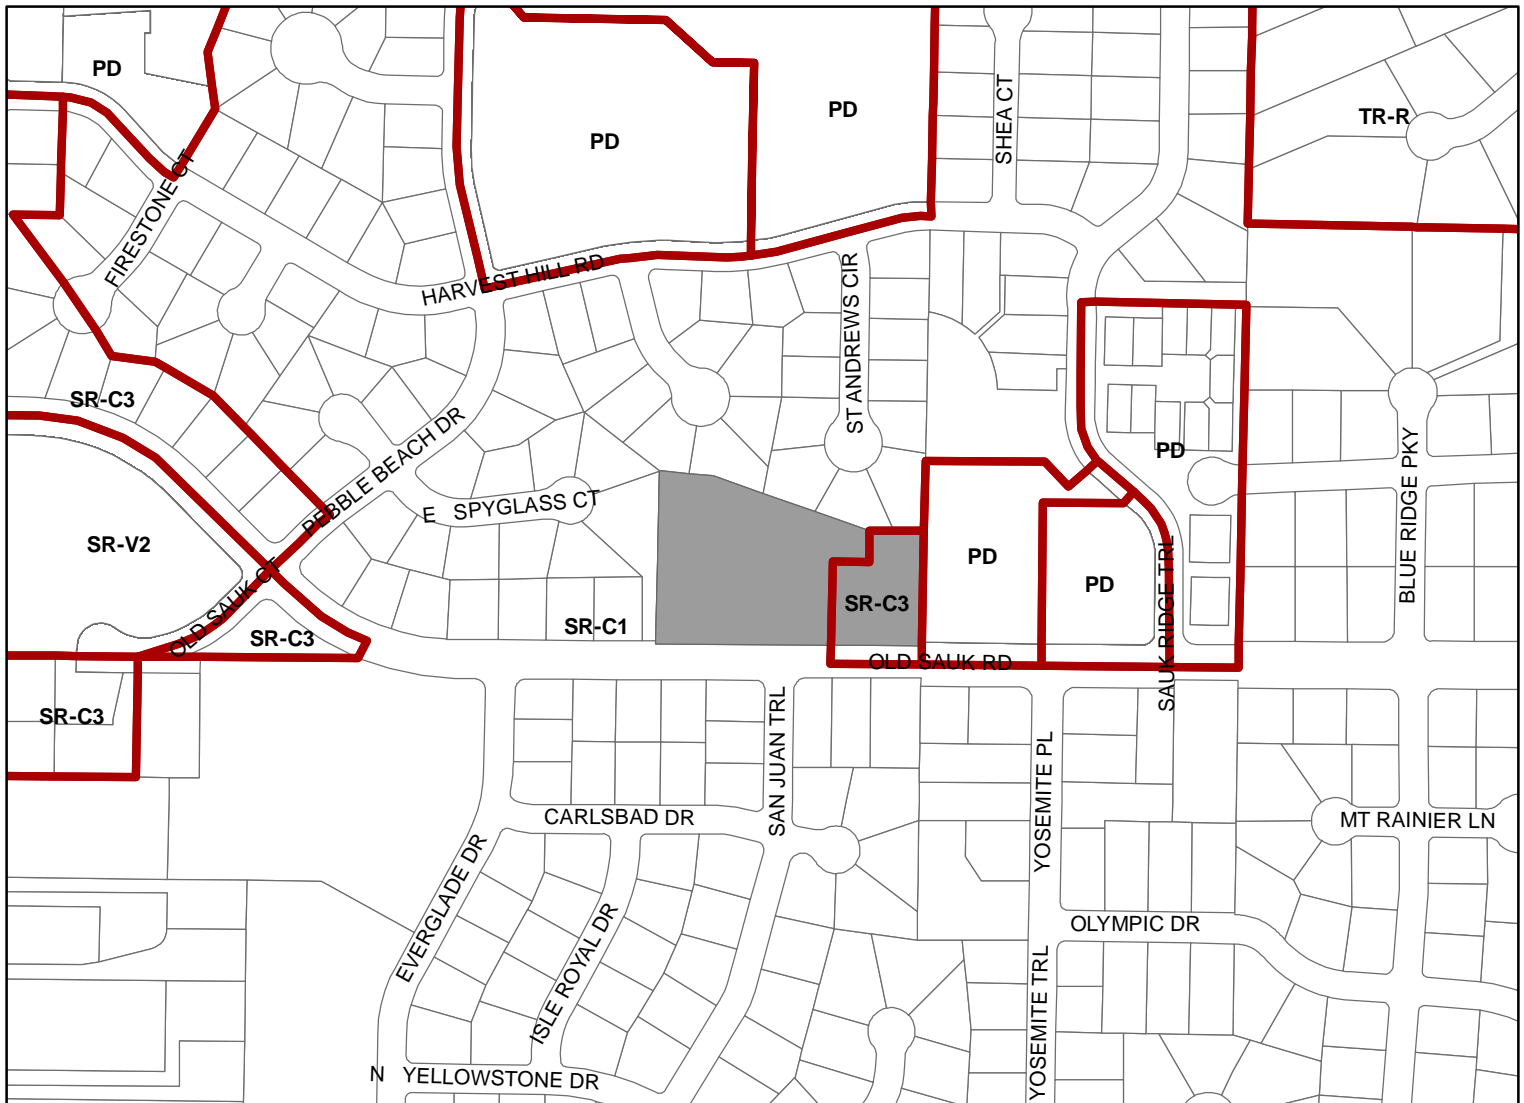 PD
PD
PD
TR-R
SHEA CT
FIRESTONE CT
HARVEST HILL RD
ST ANDREWS CIR
SR-C3
PEBBLE BEACH DR
E SPYGLASS CT
PD
BLUE RIDGE PKY
SR-V2
PD
PD
SAUK RIDGE TRL
OLD SAUK CT
SR-C3
SR-C1
SR-C3
OLD SAUK RD
SR-C3
SAN JUAN TRL
YOSEMITE PL
CARLSBAD DR
MT RAINIER LN
EVERGLADE DR
ISLE ROYAL DR
OLYMPIC DR
YOSEMITE TRL
N YELLOWSTONE DR